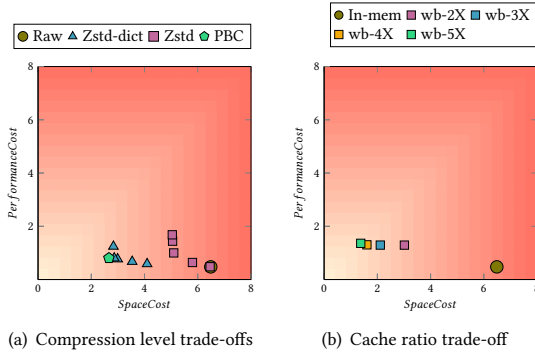 Raw Zstd-dict Zstd PBC
8
6
4
2
0 2 4 6 8
PerformanceCost
SpaceCost
(a) Compression level trade-offs
In-mem wb-2X wb-3X
wb-4X wb-5X
8
6
4
2
0 2 4 6 8
PerformanceCost
SpaceCost
(b) Cache ratio trade-off